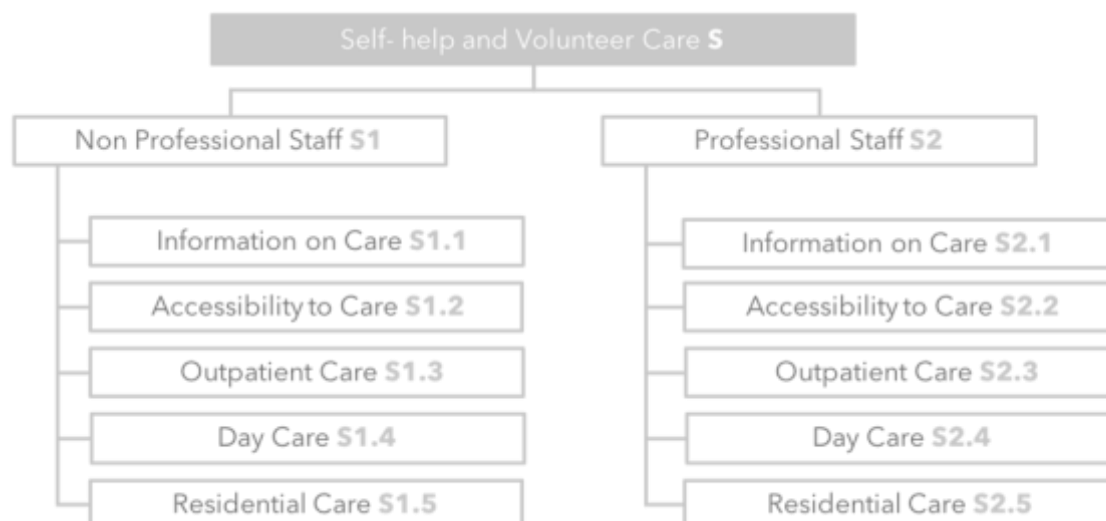 Self- help and Volunteer Care S
Non Professional Staff S1
Information on Care S1.1
Accessibility to Care S1.2
Outpatient Care S1.3
Day Care S1.4
Residential Care S1.5
Professional Staff S2
Information on Care S2.1
Accessibility to Care S2.2
Outpatient Care S2.3
Day Care S2.4
Residential Care S2.5